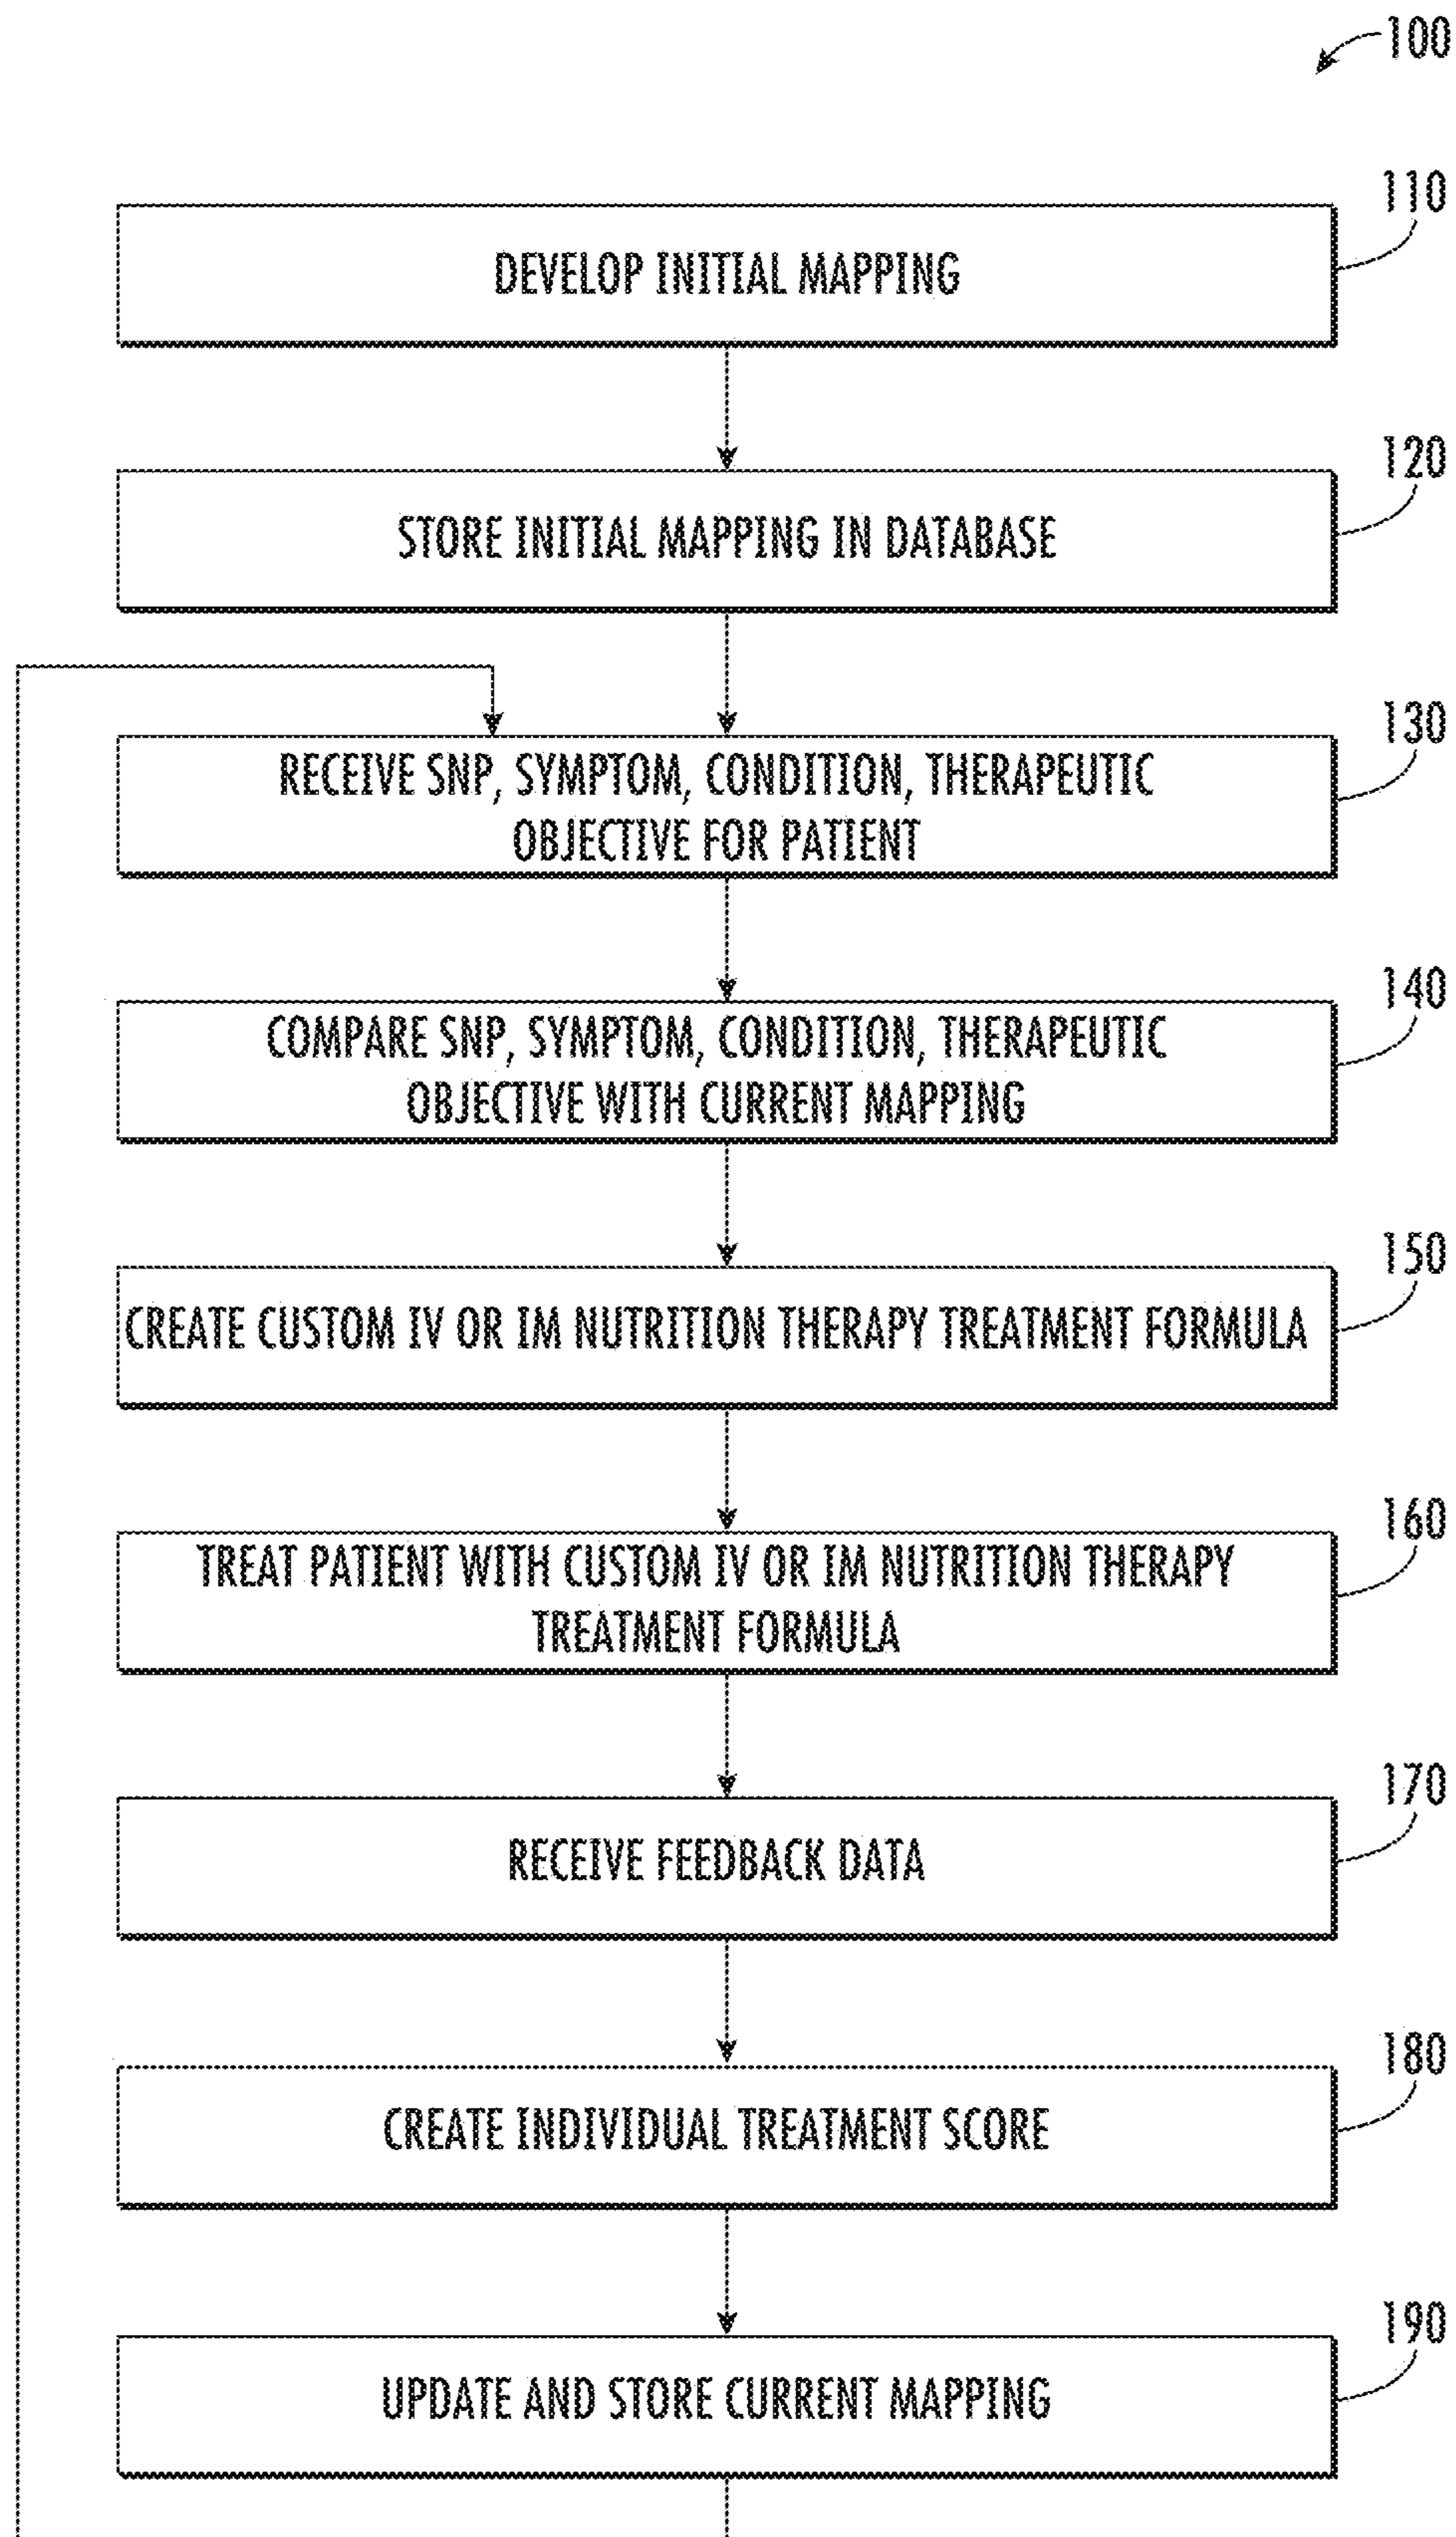 100
110
DEVELOP INITIAL MAPPING
120
STORE INITIAL MAPPING IN DATABASE
130
RECEIVE SNP, SYMPTOM, CONDITION, THERAPEUTIC
OBJECTIVE FOR PATIENT
140
COMPARE SNP, SYMPTOM, CONDITION, THERAPEUTIC
OBJECTIVE WITH CURRENT MAPPING
150
CREATE CUSTOM IV OR IM NUTRITION THERAPY TREATMENT FORMULA
160
TREAT PATIENT WITH CUSTOM IV OR IM NUTRITION THERAPY
TREATMENT FORMULA
170
RECEIVE FEEDBACK DATA
180
CREATE INDIVIDUAL TREATMENT SCORE
190
UPDATE AND STORE CURRENT MAPPING